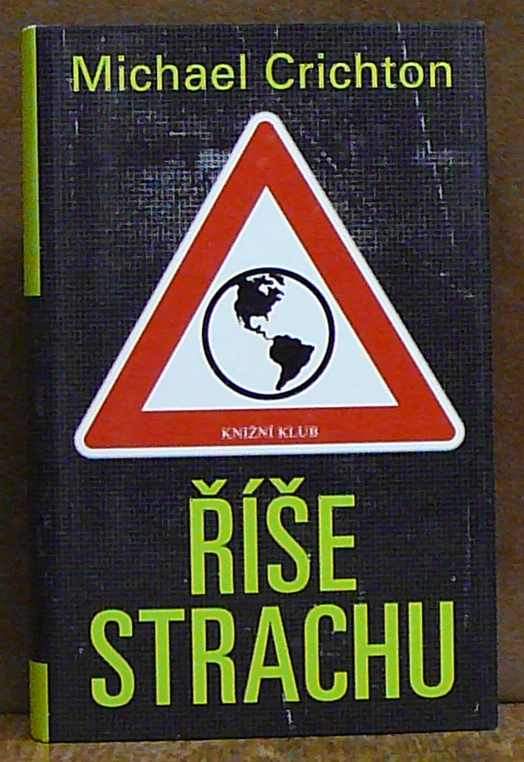 Michael Crichton
KNIŽNÍ KLUB
ŘÍŠE
STRACHU